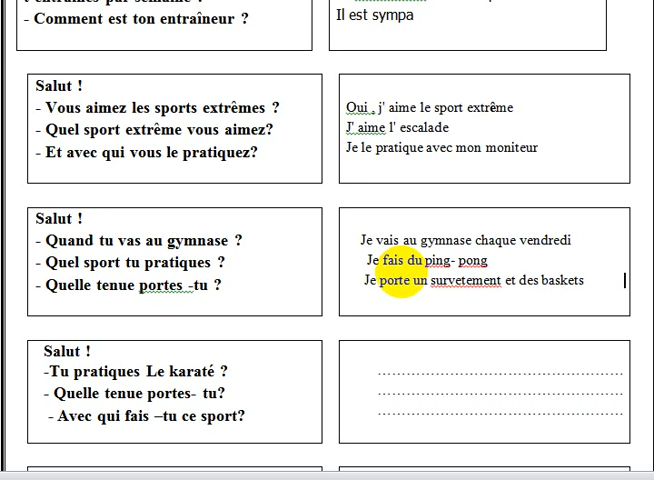 - Comment est ton entraîneur ?
Il est sympa
Salut !
- Vous aimez les sports extrêmes ?
- Quel sport extrême vous aimez?
- Et avec qui vous le pratiquez?
Oui , j' aime le sport extrême
J' aime l' escalade
Je le pratique avec mon moniteur
Salut !
- Quand tu vas au gymnase ?
- Quel sport tu pratiques ?
- Quelle tenue portes -tu ?
Je vais au gymnase chaque vendredi
Je fais du ping- pong
Je porte un survetement et des baskets
Salut !
-Tu pratiques Le karaté ?
- Quelle tenue portes- tu?
- Avec qui fais –tu ce sport?